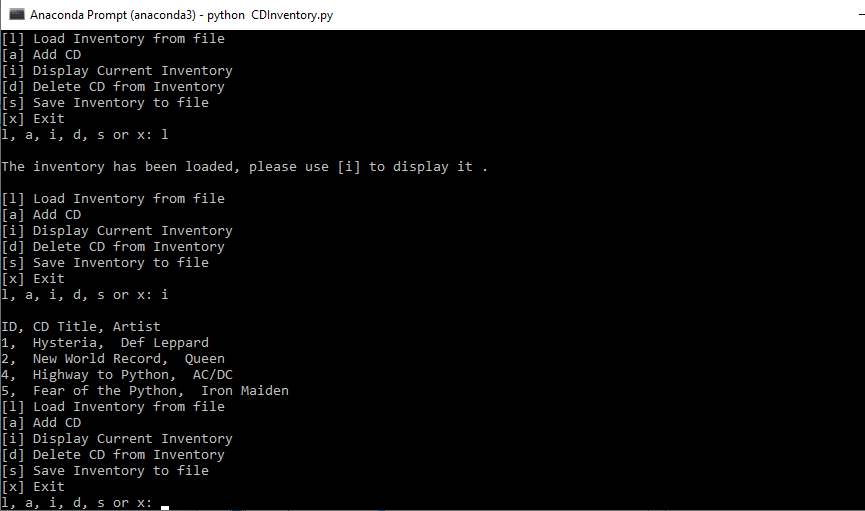 Anaconda Prompt (anaconda3) - python  CDInventory.py
[l] Load Inventory from file
[a] Add CD
[i] Display Current Inventory
[d] Delete CD from Inventory
[s] Save Inventory to file
[x] Exit
l, a, i, d, s or x: l
The inventory has been loaded, please use [i] to display it .
[l] Load Inventory from file
[a] Add CD
[i] Display Current Inventory
[d] Delete CD from Inventory
[s] Save Inventory to file
[x] Exit
l, a, i, d, s or x: i
ID, CD Title, Artist
1,  Hysteria,  Def Leppard
2,  New World Record,  Queen
4,  Highway to Python,  AC/DC
5,  Fear of the Python,  Iron Maiden
[l] Load Inventory from file
[a] Add CD
[i] Display Current Inventory
[d] Delete CD from Inventory
[s] Save Inventory to file
[x] Exit
l, a, i, d, s or x: